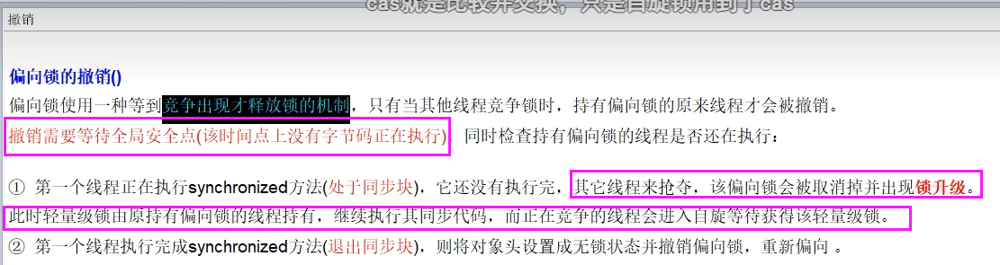 cas就是比较并交换，只是自旋锁用到了cas
撤销
偏向锁的撤销()
偏向锁使用一种等到竞争出现才释放锁的机制，只有当其他线程竞争锁时，持有偏向锁的原来线程才会被撤销。
撤销需要等待全局安全点(该时间点上没有字节码正在执行)，同时检查持有偏向锁的线程是否还在执行：
① 第一个线程正在执行synchronized方法(处于同步块)，它还没有执行完，其它线程来抢夺，该偏向锁会被取消掉并出现锁升级。
此时轻量级锁由原持有偏向锁的线程持有，继续执行其同步代码，而正在竞争的线程会进入自旋等待获得该轻量级锁。
② 第一个线程执行完成synchronized方法(退出同步块)，则将对象头设置成无锁状态并撤销偏向锁，重新偏向 。